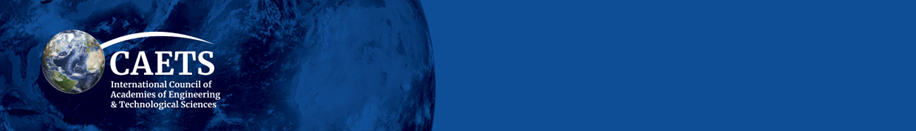 CAETS
International Council of
Academies of Engineering
& Technological Sciences